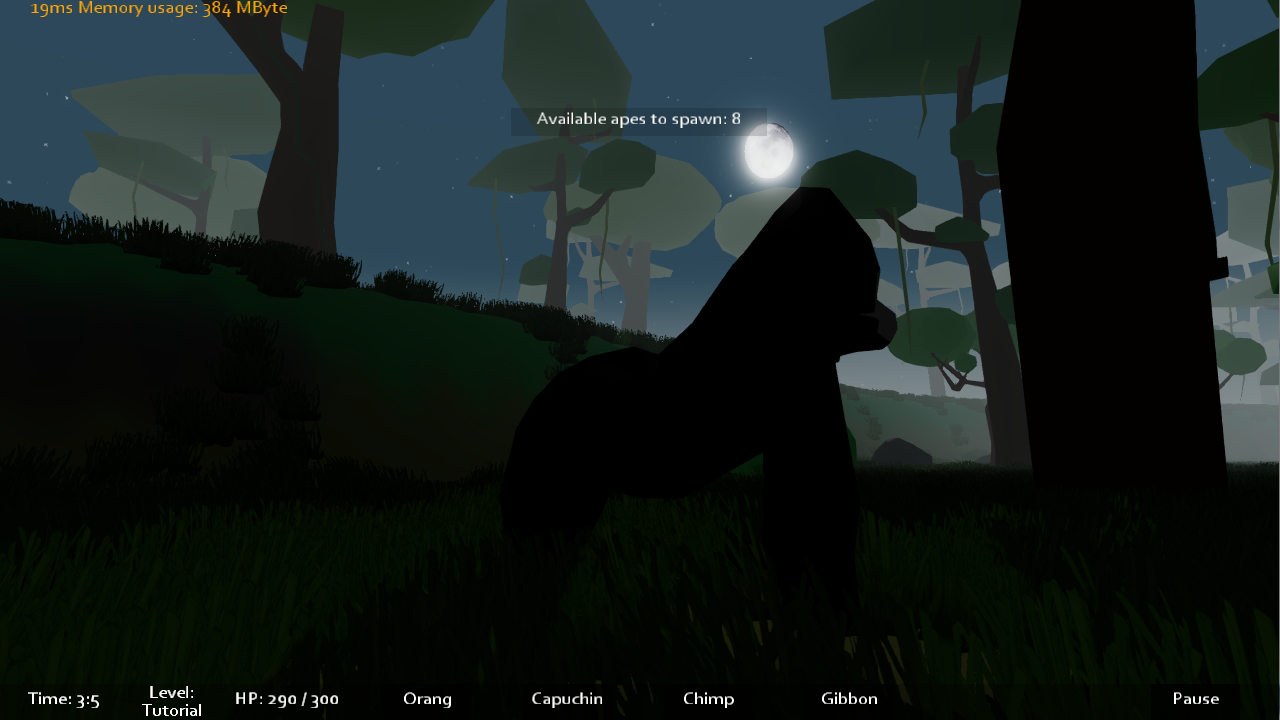 19ms Memory usage: 384 MByte
Available apes to spawn: 8
Time: 3:5
Level:
Tutorial
HP: 290 / 300
Orang
Capuchin
Chimp
Gibbon
Pause